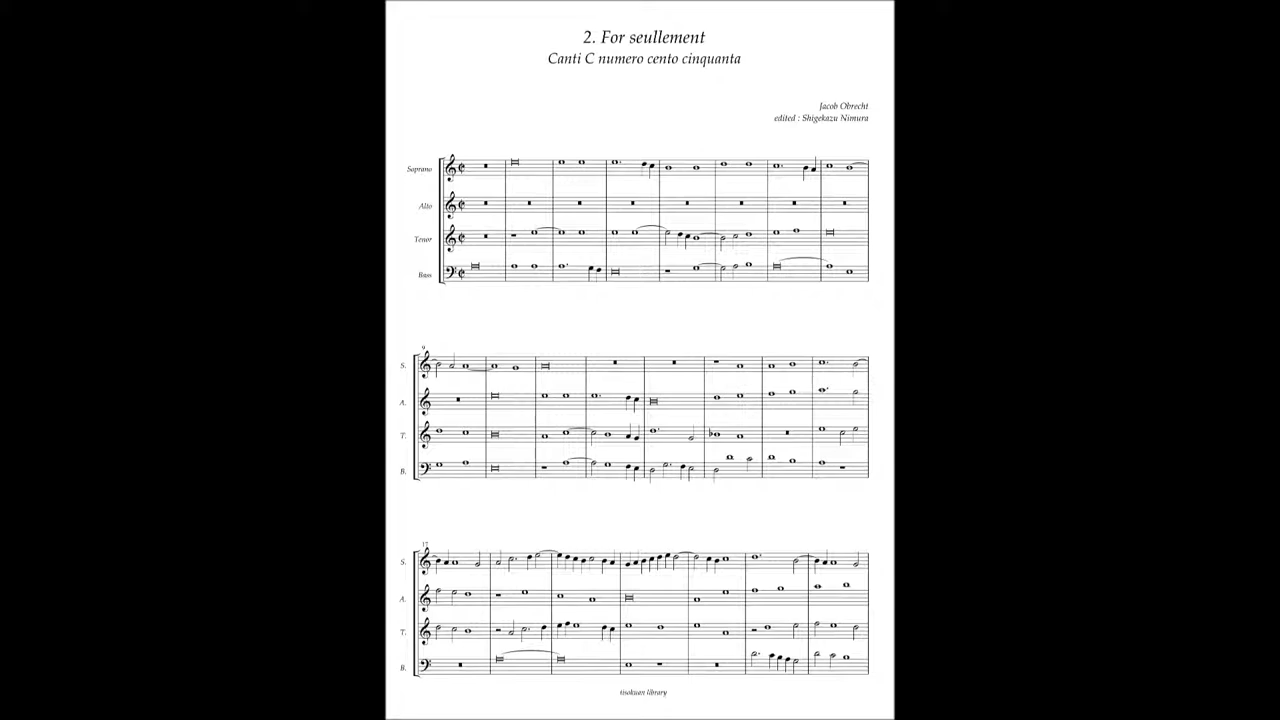 2. For seullement
Canti C numero cento cinquanta
Jacob Obrecht
edited : Shigekazu Nimura
Soprano
Alto
Tenor
Bass
9
S.
A.
T.
B.
17
S.
A.
T.
B.
tisokuan library